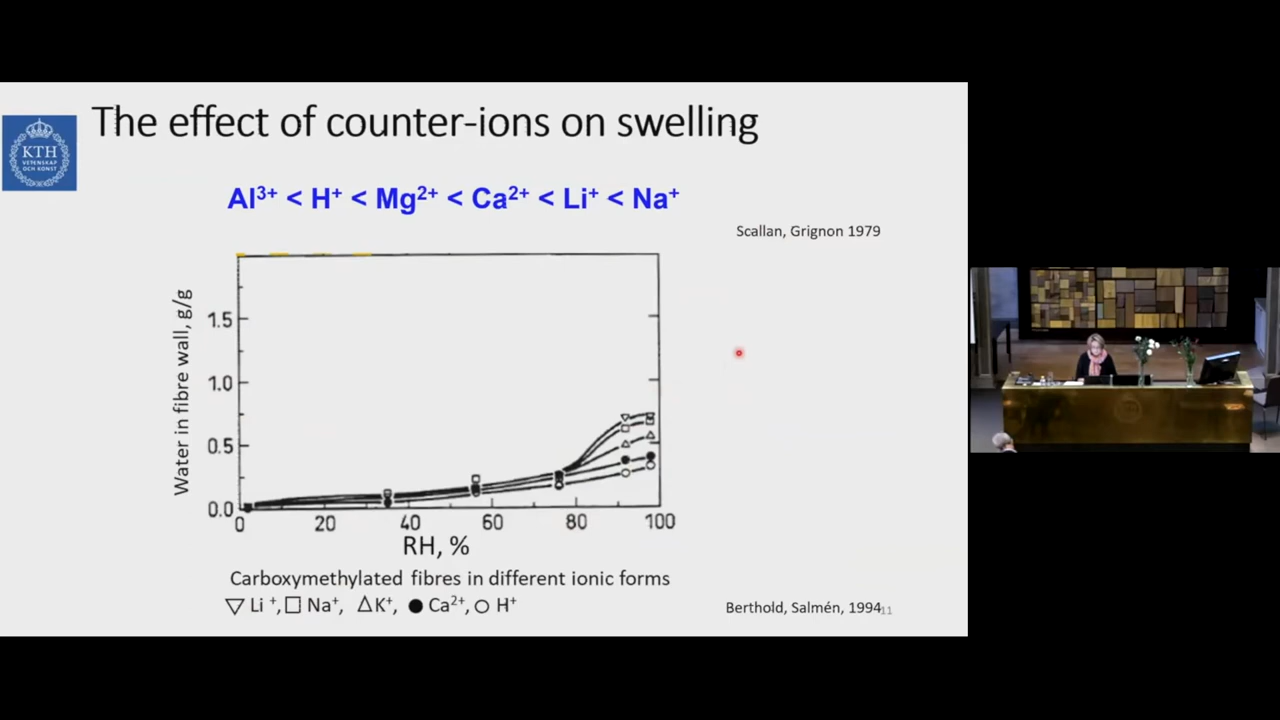 The effect of counter-ions on swelling
KTH
VETENSKAP
OCH KONST
Al³⁺ < H⁺ < Mg²⁺ < Ca²⁺ < Li⁺ < Na⁺
Scallan, Grignon 1979
Water in fibre wall, g/g
1.5
1.0
0.5
0.0
0 20 40 60 80 100
RH, %
Carboxymethylated fibres in different ionic forms
▽ Li ⁺, □ Na⁺, △K⁺, ● Ca²⁺, ○ H⁺
Berthold, Salmén, 1994
11